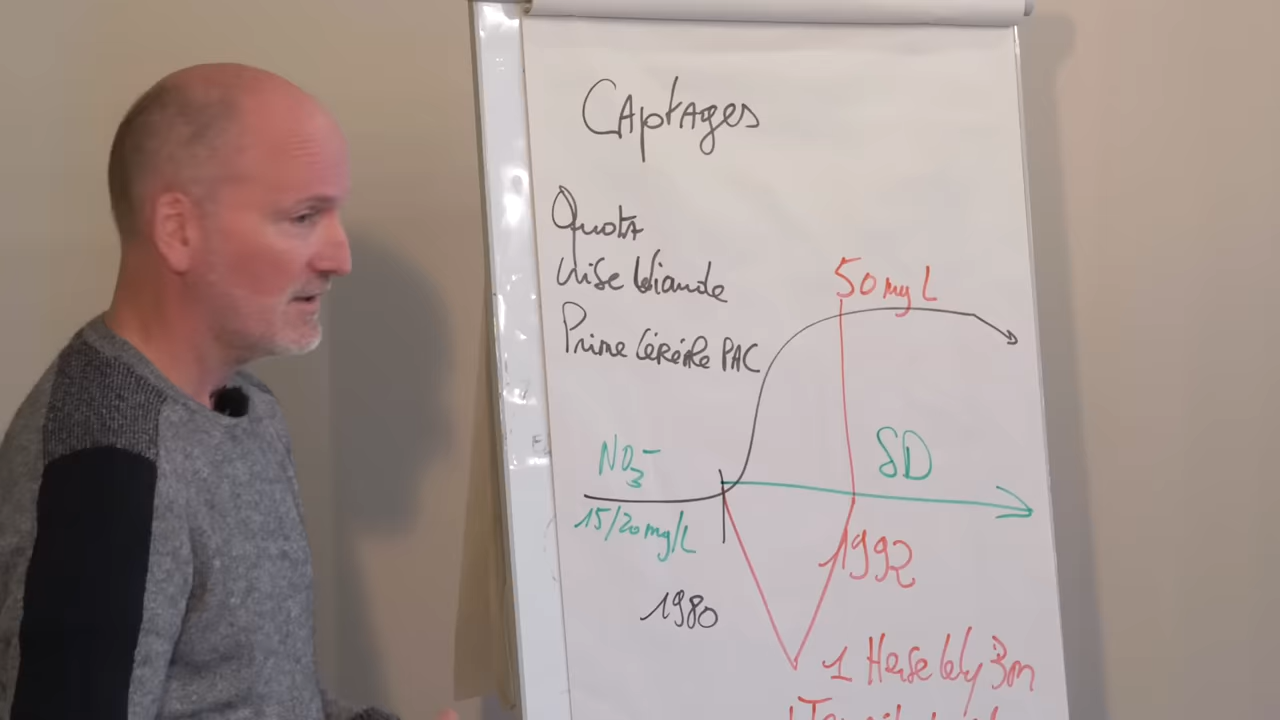 CAptAges
Quota
crise viande
Prime Céréale PAC
50 mg L
NO3-
SD
15/20 mg/L
1992
1980
1 Herse lely 3m